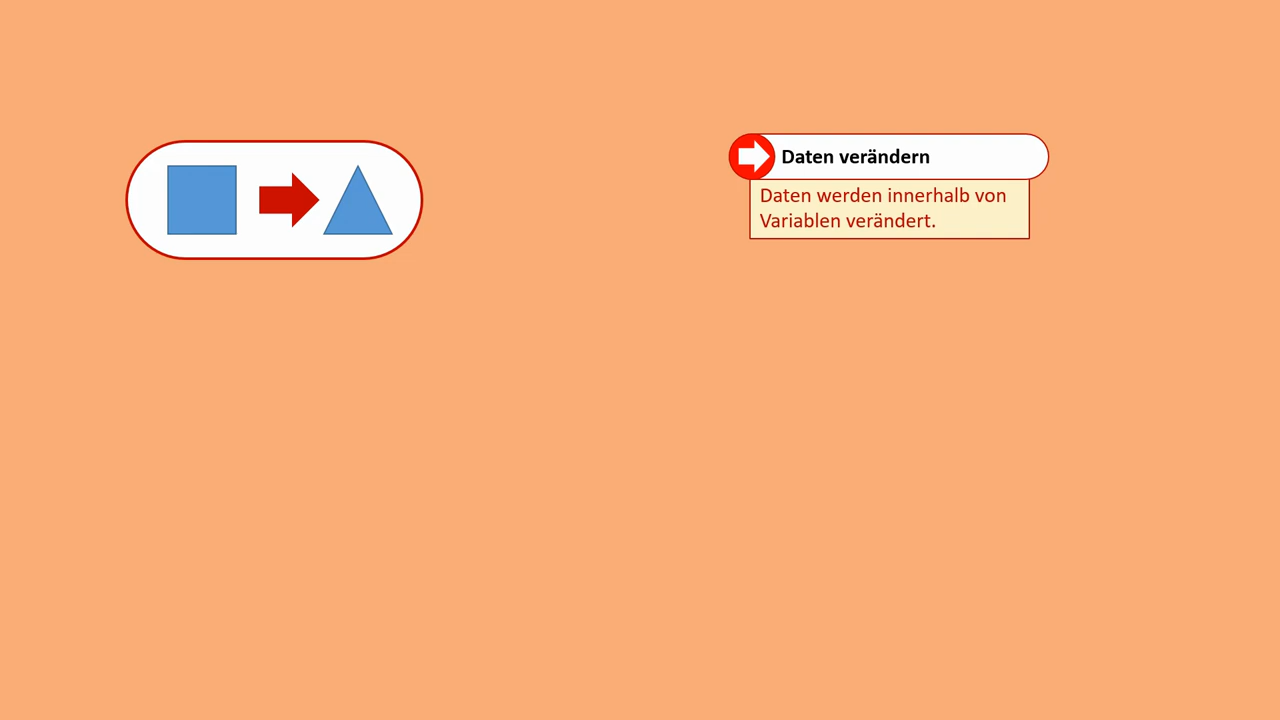 Daten verändern
Daten werden innerhalb von
Variablen verändert.